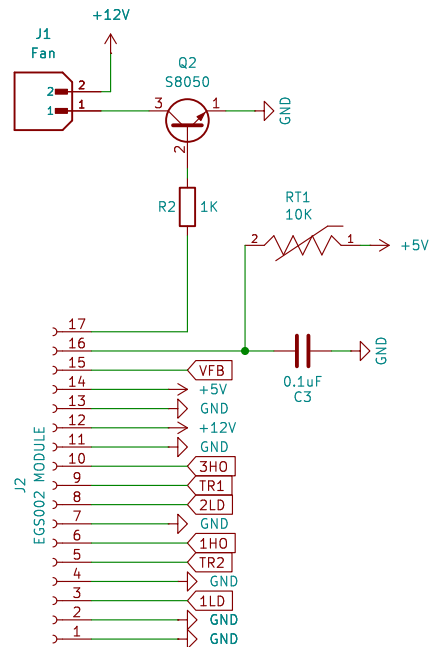 +12V
J1
Fan
2 2
1 1
Q2
S8050
3
1
2
GND
R2 1K
RT1
10K
2
1
+5V
17
16
15 VFB
14 +5V
13 GND
12 +12V
11 GND
10 3HO
9 TR1
8 2LD
7 GND
6 1HO
5 TR2
4 GND
3 1LD
2 GND
1 GND
0.1uF
C3
GND
J2
EGS002 MODULE